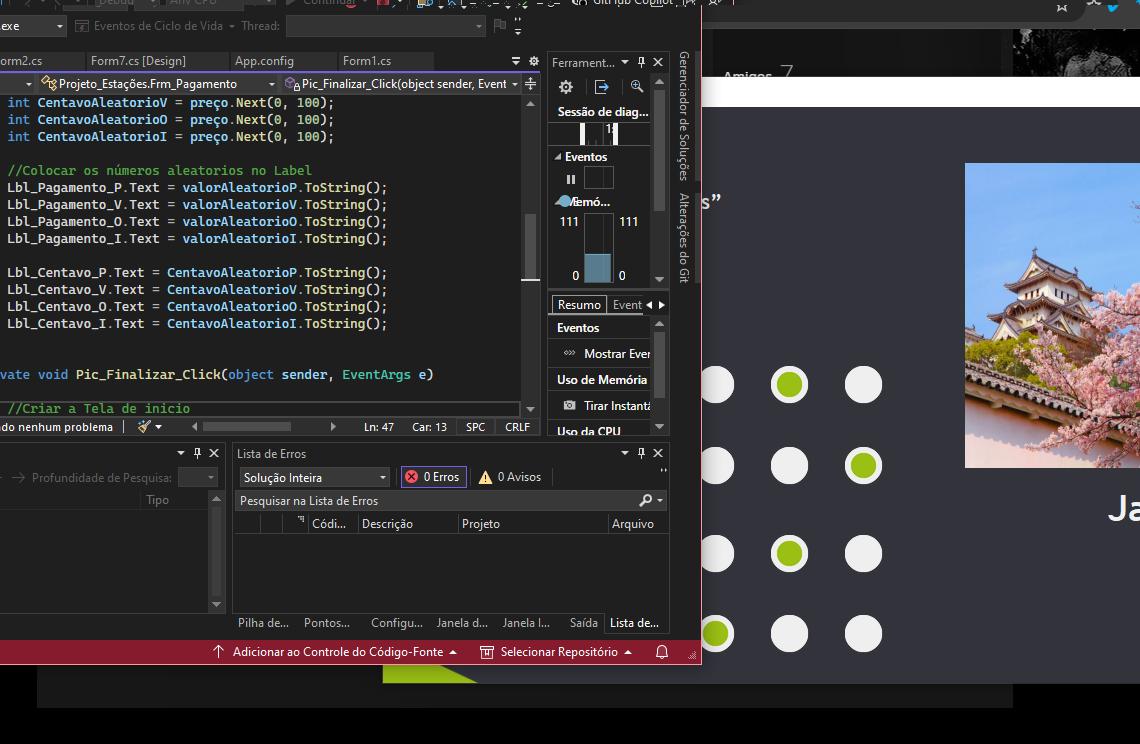 Continuar
GitHub Copilot
.exe
Eventos de Ciclo de Vida
Thread:
orm2.cs
Form7.cs [Design]
App.config
Form1.cs
Projeto_Estações.Frm_Pagamento
Pic_Finalizar_Click(object sender, Event
int CentavoAleatorioV = preço.Next(0, 100);
int CentavoAleatorioO = preço.Next(0, 100);
int CentavoAleatorioI = preço.Next(0, 100);
//Colocar os números aleatorios no Label
Lbl_Pagamento_P.Text = valorAleatorioP.ToString();
Lbl_Pagamento_V.Text = valorAleatorioV.ToString();
Lbl_Pagamento_O.Text = valorAleatorioO.ToString();
Lbl_Pagamento_I.Text = valorAleatorioI.ToString();
Lbl_Centavo_P.Text = CentavoAleatorioP.ToString();
Lbl_Centavo_V.Text = CentavoAleatorioV.ToString();
Lbl_Centavo_O.Text = CentavoAleatorioO.ToString();
Lbl_Centavo_I.Text = CentavoAleatorioI.ToString();
vate void Pic_Finalizar_Click(object sender, EventArgs e)
//Criar a Tela de inicio
do nenhum problema
Ln: 47
Car: 13
SPC
CRLF
Ferrament...
Sessão de diag...
Eventos
Memó...
111
111
0
0
Resumo
Event
Eventos
Mostrar Ever
Uso de Memória
Tirar Instantá
Uso da CPU
Gerenciador de Soluções
Alterações do Git
Profundidade de Pesquisa:
Tipo
Lista de Erros
Solução Inteira
0 Erros
0 Avisos
Pesquisar na Lista de Erros
Códi...
Descrição
Projeto
Arquivo
Pilha de...
Pontos...
Configu...
Janela d...
Janela I...
Saída
Lista de...
Adicionar ao Controle do Código-Fonte
Selecionar Repositório
Amigos 7
s”
Ja